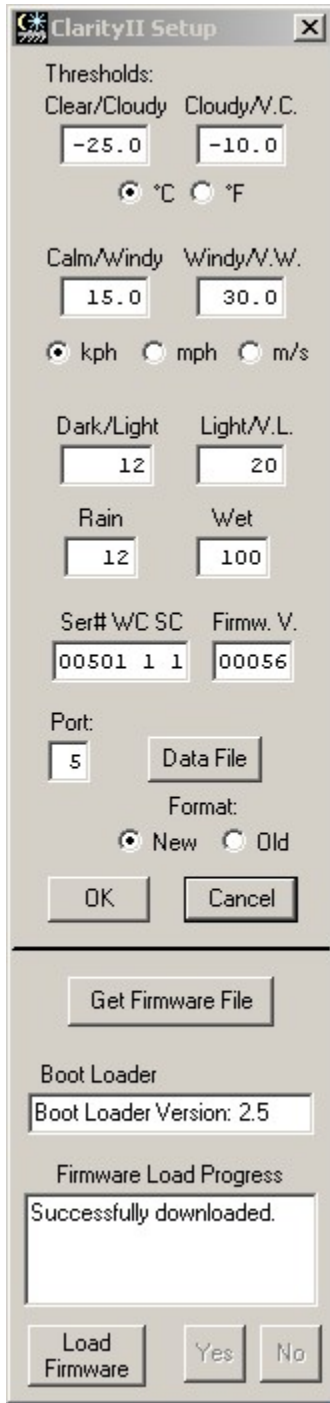 ClarityII Setup
Thresholds:
Clear/Cloudy Cloudy/V.C.
-25.0 -10.0
°C °F
Calm/Windy Windy/V.W.
15.0 30.0
kph mph m/s
Dark/Light Light/V.L.
12 20
Rain Wet
12 100
Ser# WC SC Firmw. V.
00501 1 1 00056
Port:
5 Data File
Format:
New Old
OK Cancel
Get Firmware File
Boot Loader
Boot Loader Version: 2.5
Firmware Load Progress
Successfully downloaded.
Load Firmware Yes No